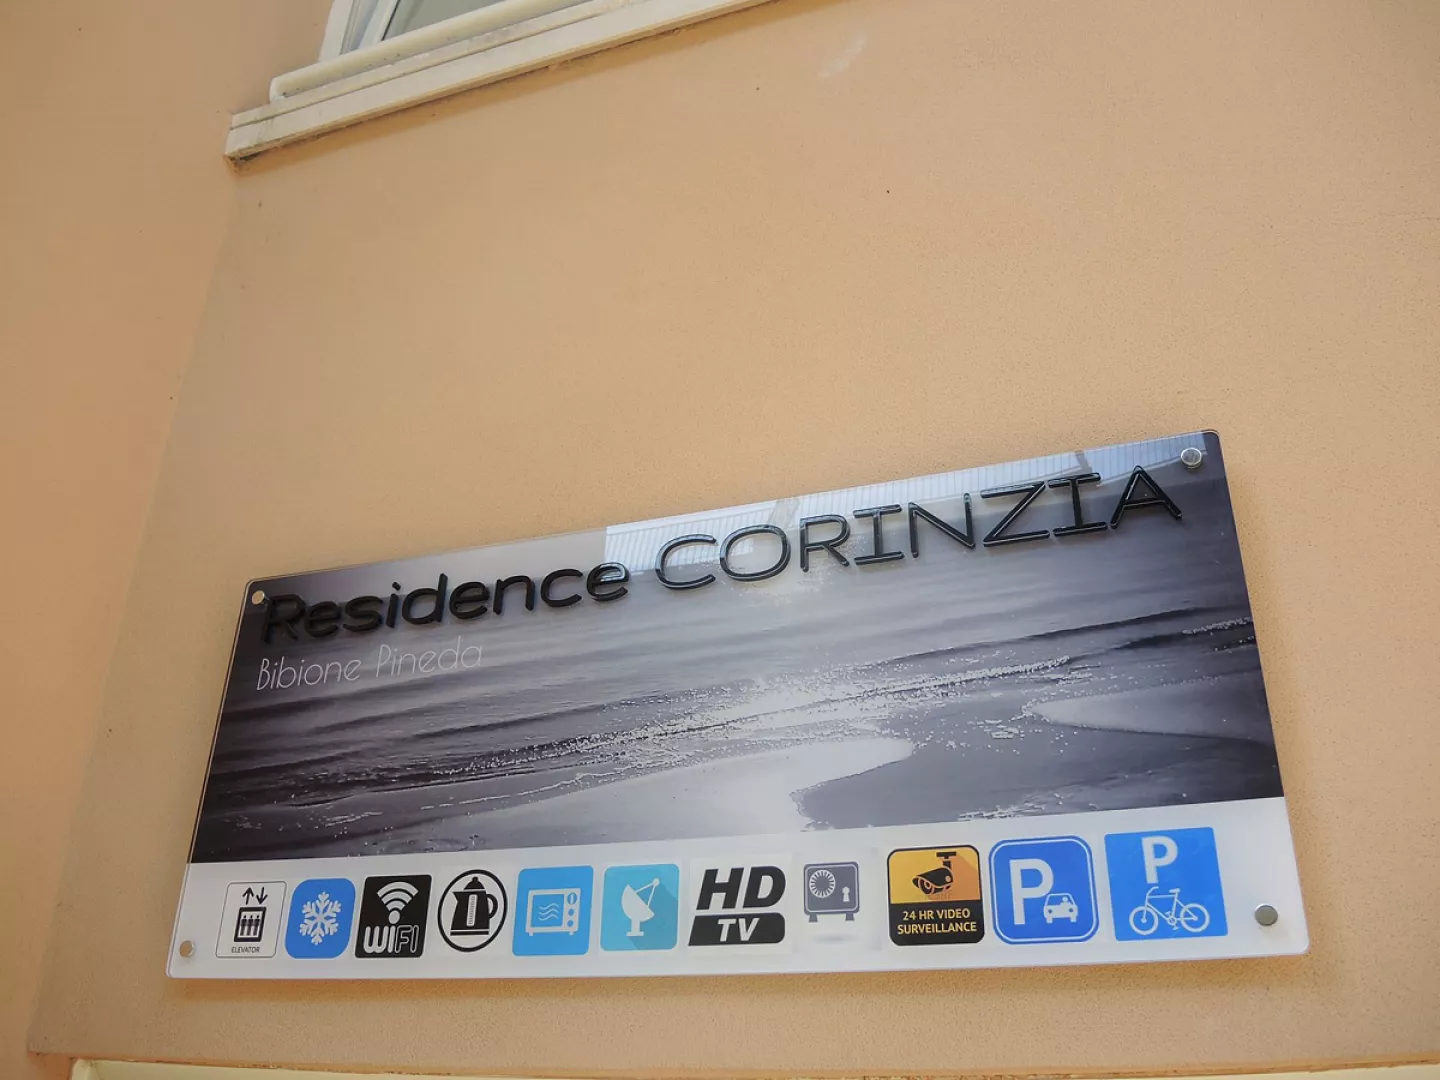 Residence CORINZIA
Bibione Pineda
ELEVATOR
WiFi
HD
TV
24 HR VIDEO
SURVEILLANCE
P
P